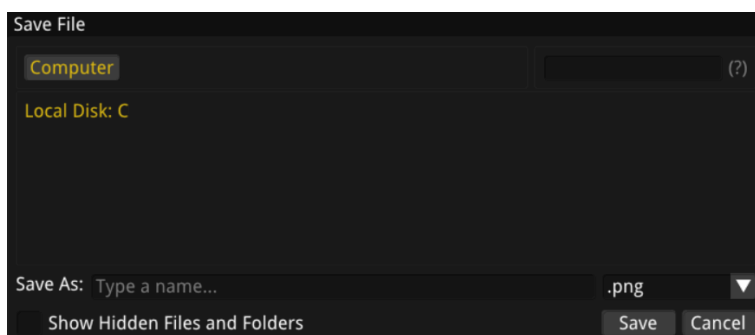 Save File
Computer
(?)
Local Disk: C
Save As: Type a name... .png
Show Hidden Files and Folders Save Cancel